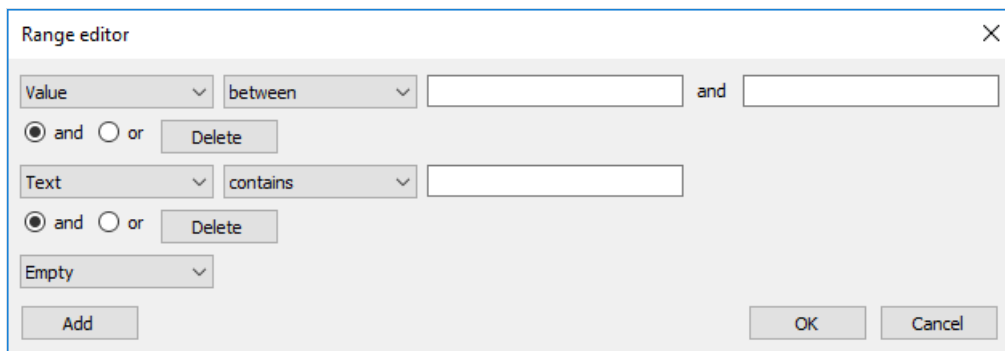 Range editor
Value between and
and or Delete
Text contains
and or Delete
Empty
Add OK Cancel